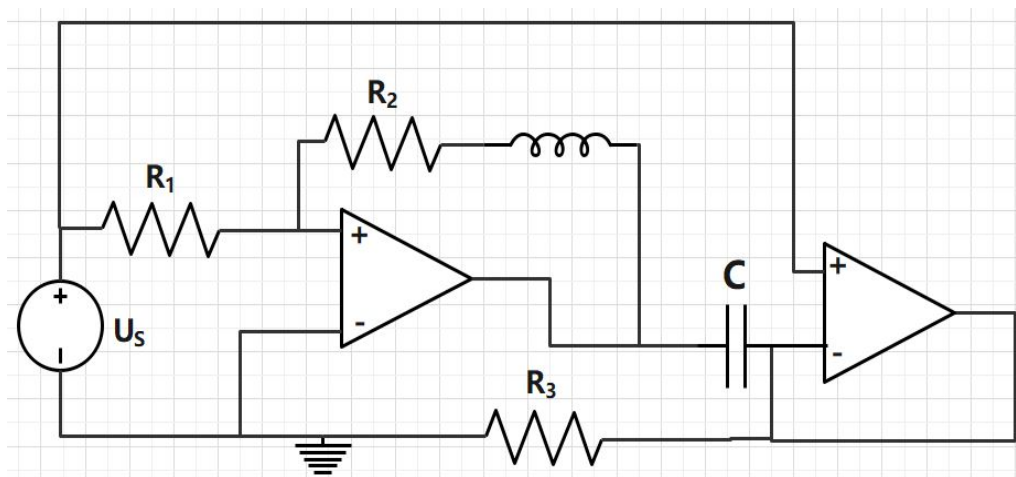 R₂
R₁
+
+
C
+
-
Uₛ
-
R₃